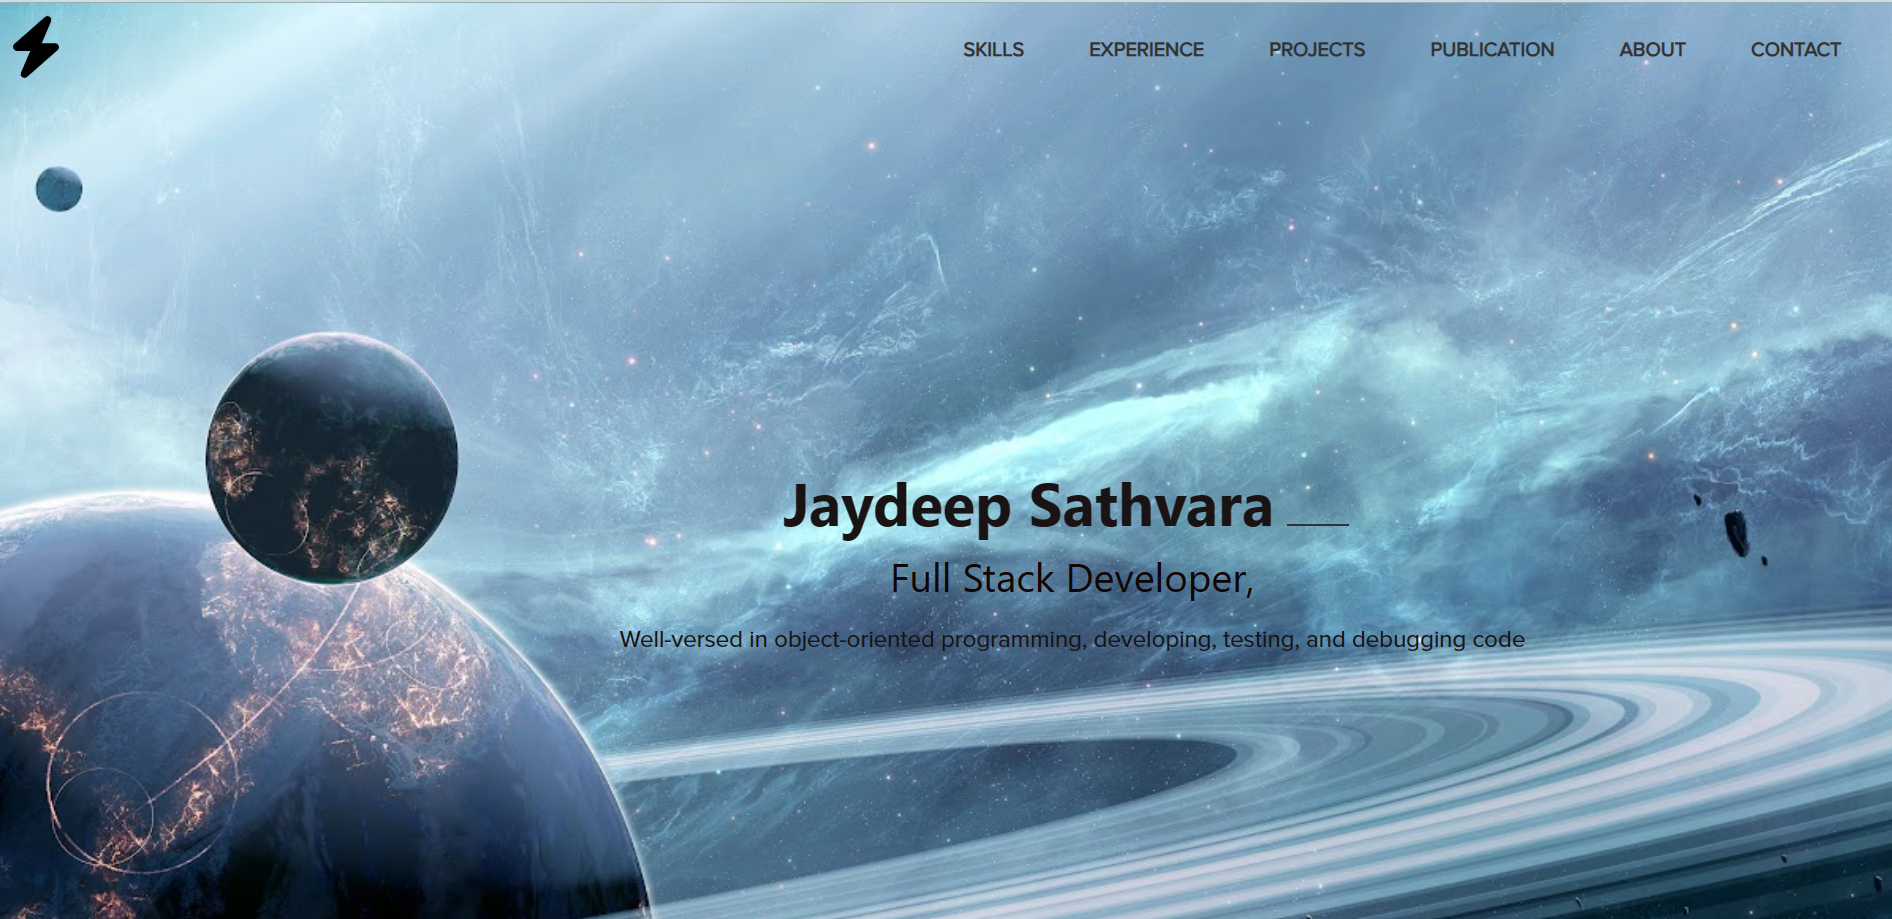 SKILLS EXPERIENCE PROJECTS PUBLICATION ABOUT CONTACT
Jaydeep Sathvara
Full Stack Developer,
Well-versed in object-oriented programming, developing, testing, and debugging code